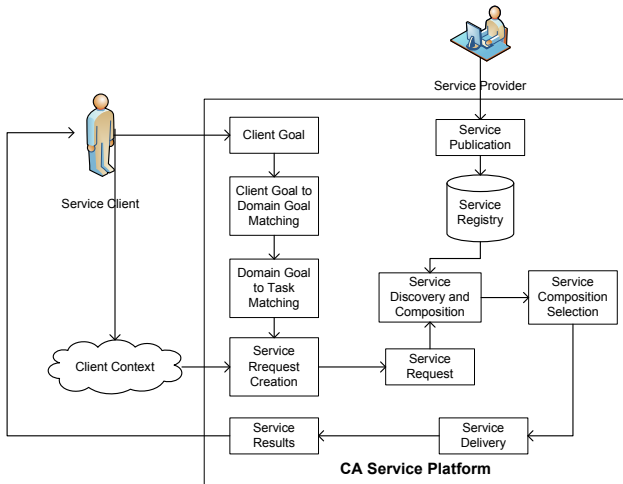 Service Provider
Client Goal
Service
Publication
Service Client
Client Goal to
Domain Goal
Matching
Service
Registry
Domain Goal
to Task
Matching
Service
Discovery and
Composition
Service
Composition
Selection
Client Context
Service
Rrequest
Creation
Service
Request
Service
Results
Service
Delivery
CA Service Platform